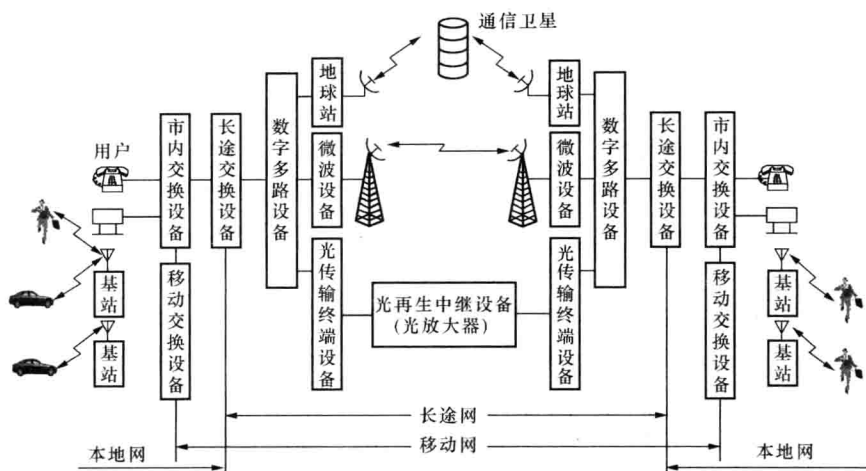 通信卫星
地球站
地球站
用户
市内交换设备
长途交换设备
数字多路设备
微波设备
微波设备
数字多路设备
长途交换设备
市内交换设备
基站
基站
移动交换设备
光传输终端设备
光再生中继设备
(光放大器)
光传输终端设备
移动交换设备
基站
基站
长途网
移动网
本地网
本地网